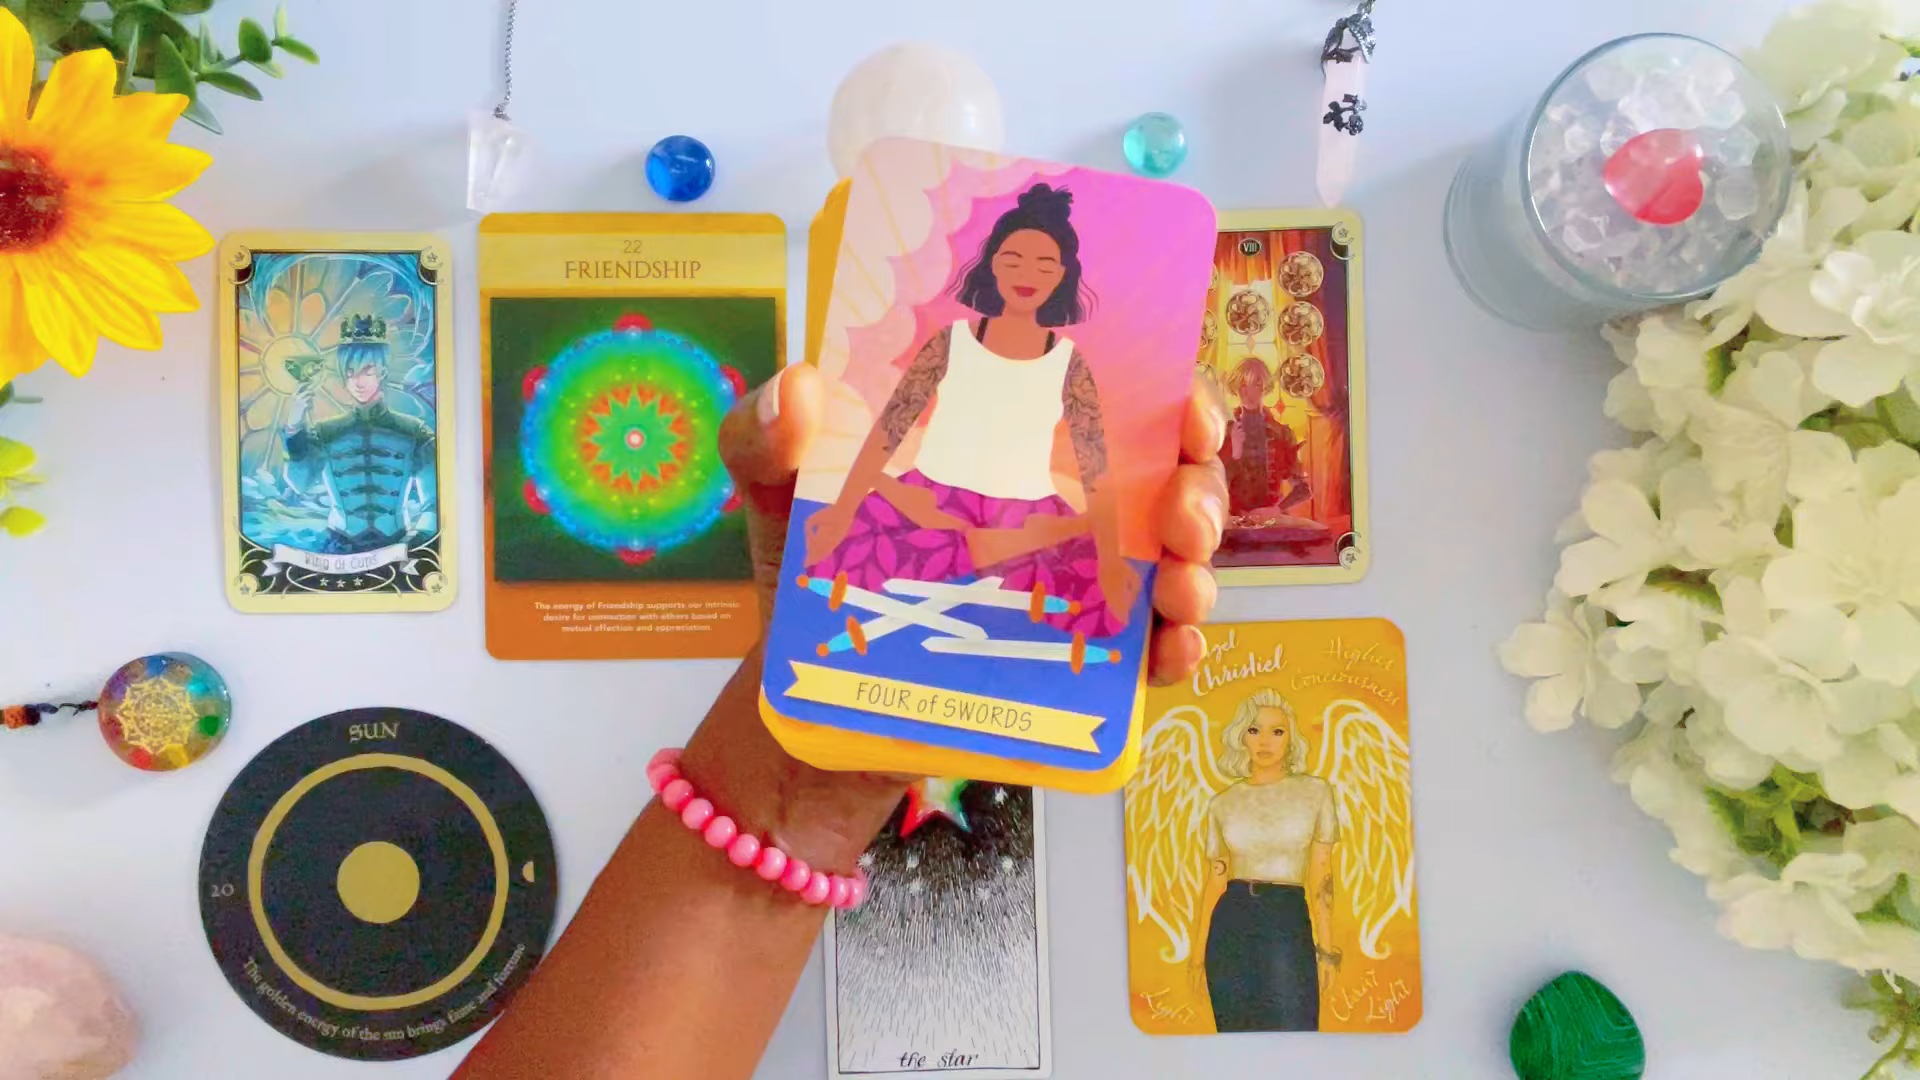 22
FRIENDSHIP
The energy of Friendship supports our intrinsic
desire for connection with others based on
mutual affection and appreciation.
King of Cups
VIII
FOUR of SWORDS
Christiel
Higher
Conciousness
Light
Christ
Light
SUN
20
The golden energy of the sun brings fame and fortune
the star